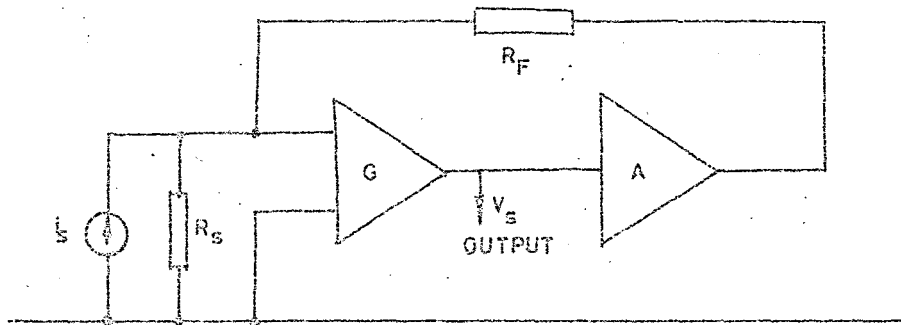 R_F
G
A
i_s
R_s
V_s
OUTPUT